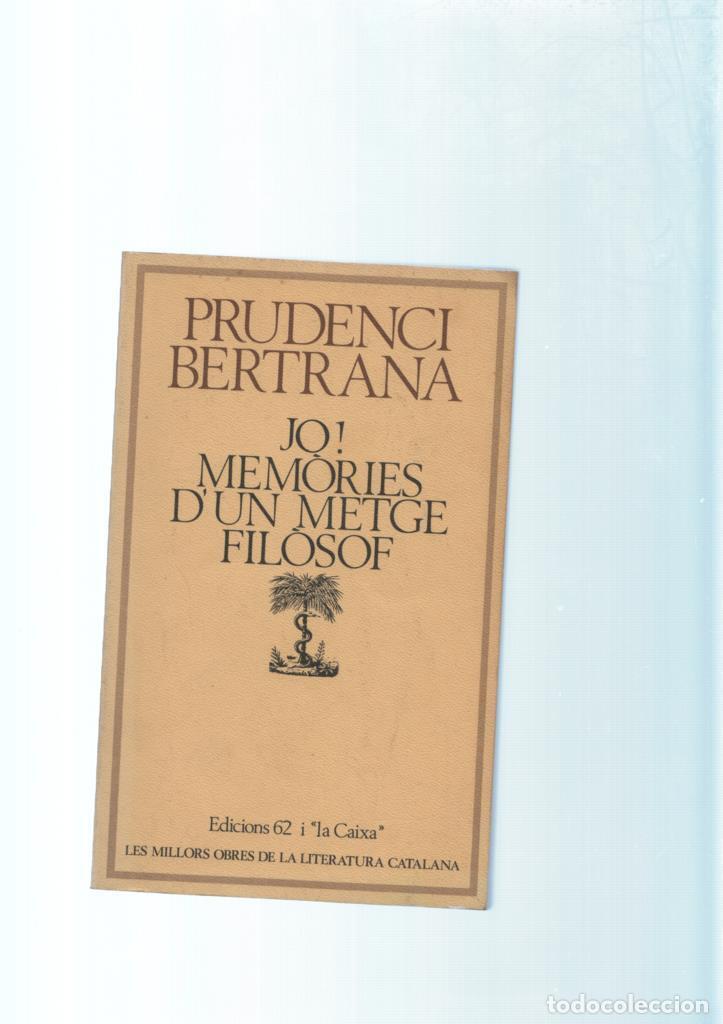 PRUDENCI
BERTRANA
JO!
MEMÒRIES
D'UN METGE
FILÒSOF
Edicions 62 i "la Caixa"
LES MILLORS OBRES DE LA LITERATURA CATALANA
todocoleccion